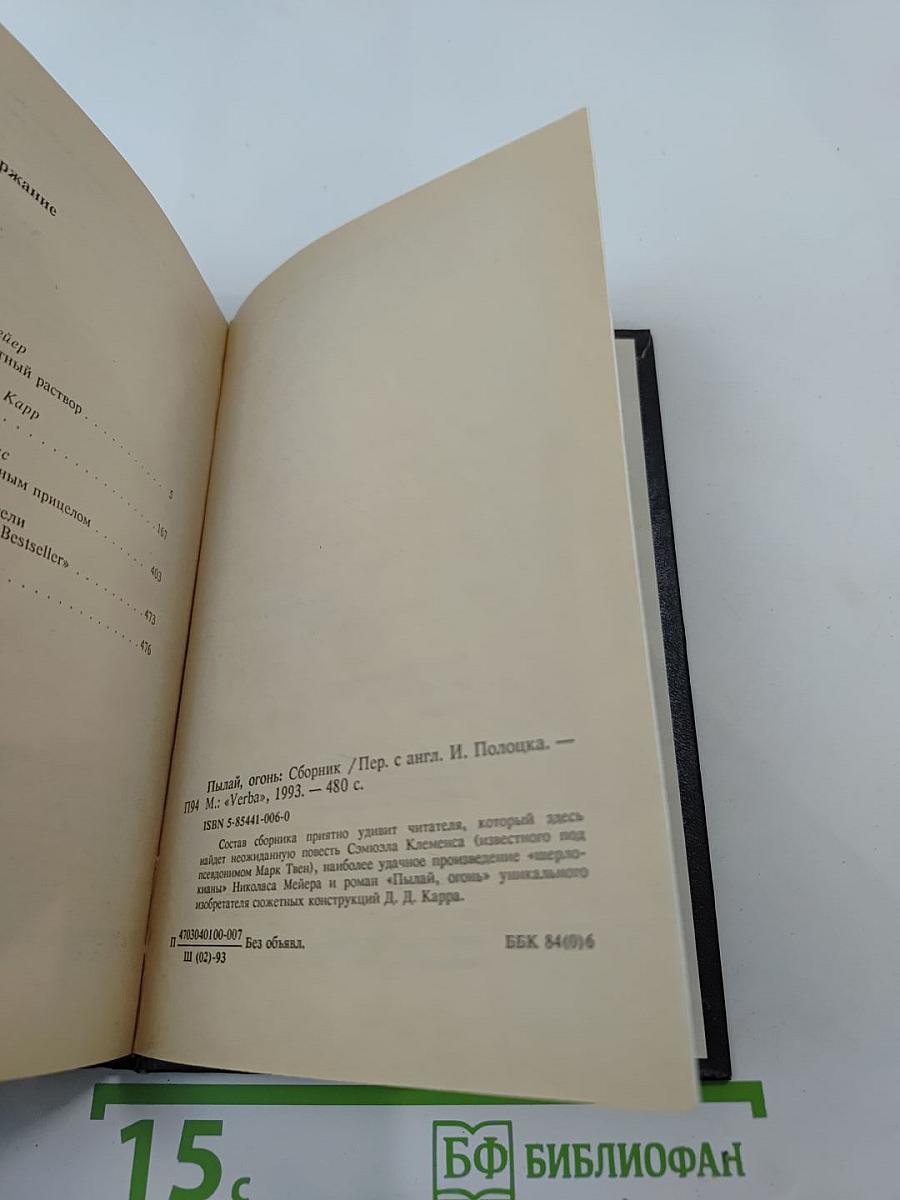 ржание
ейер
тный раствор . . . . . . . 5
Карр
. . . . . . . . . . 167
с
ным прицелом . . . . . . 403
ели
Bestseller» . . . . . . . 473
. . . . . . . . . . 476
Пылай, огонь: Сборник /Пер. с англ. И. Полоцка. —
П94 М.: «Verba», 1993. — 480 с.
ISBN 5-85441-006-0
Состав сборника приятно удивит читателя, который здесь
найдет неожиданную повесть Сэмюэла Клеменса (известного под
псевдонимом Марк Твен), наиболее удачное произведение «шерло-
кианы» Николаса Мейера и роман «Пылай, огонь» уникального
изобретателя сюжетных конструкций Д. Д. Карра.
П 4703040100-007 Без объявл. ББК 84(0)6
Ш (02)-93
15 с
БФ БИБЛИОФАН